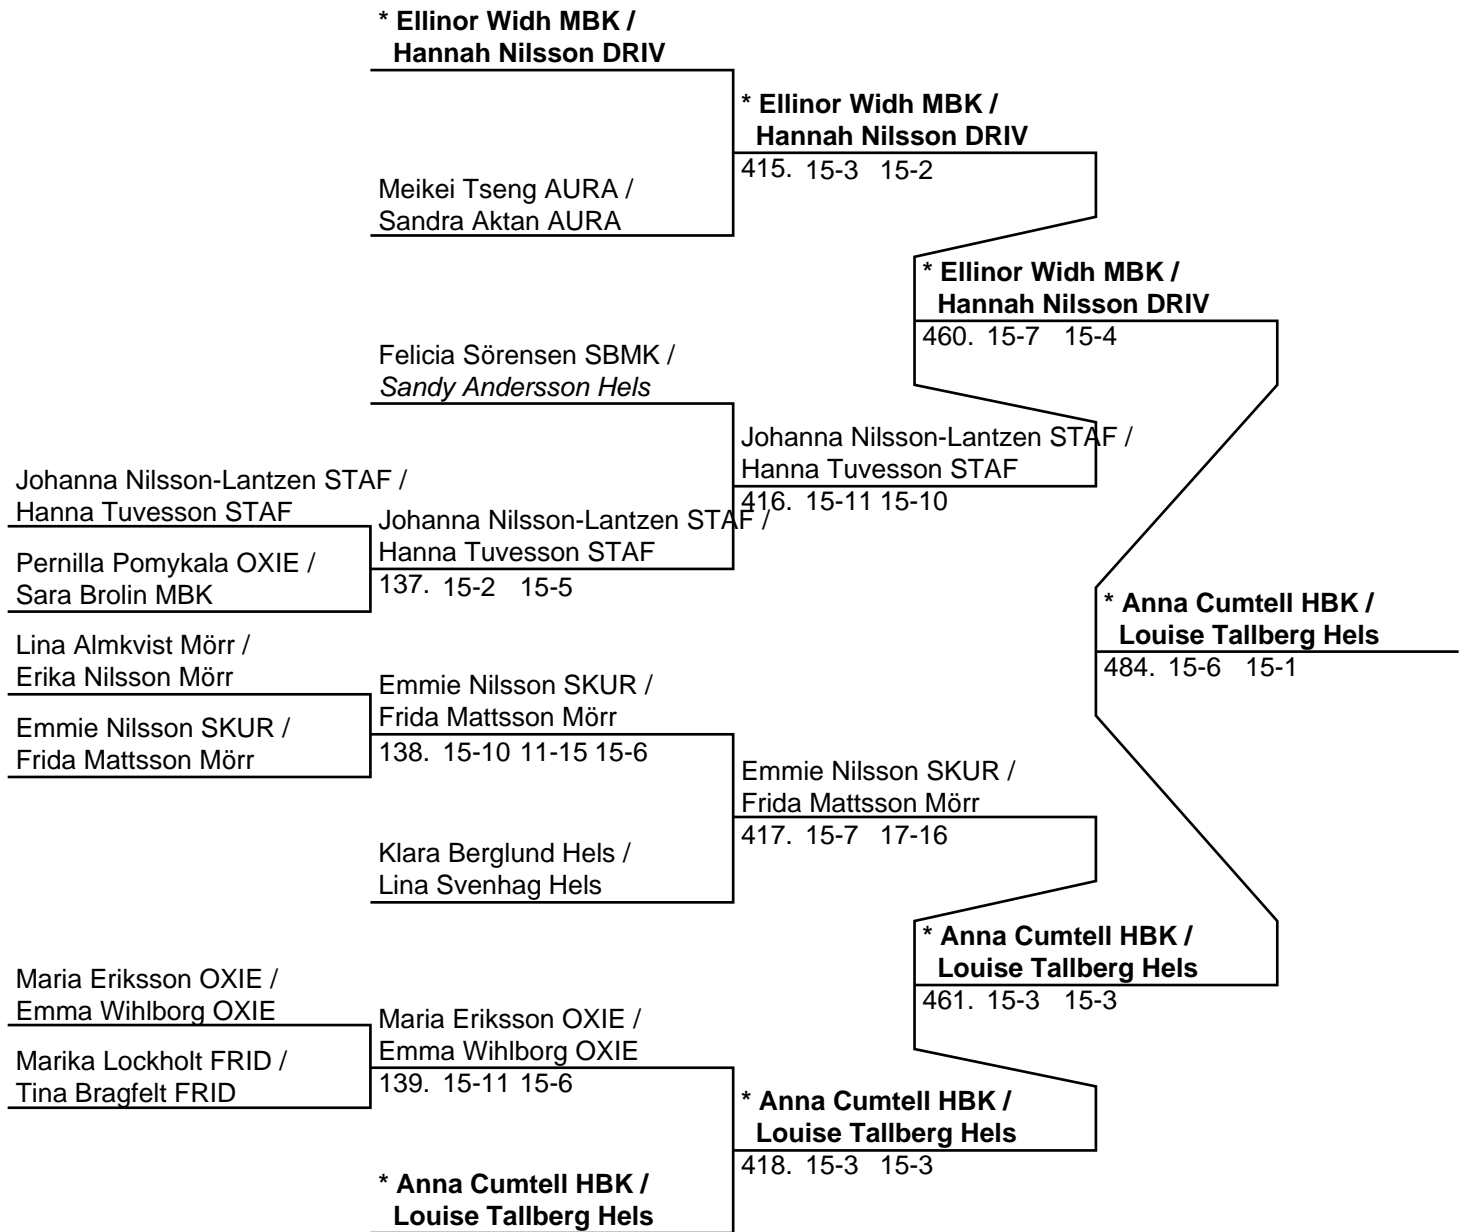 * Ellinor Widh MBK /
Hannah Nilsson DRIV
* Ellinor Widh MBK /
Hannah Nilsson DRIV
415. 15-3 15-2
Meikei Tseng AURA /
Sandra Aktan AURA
* Ellinor Widh MBK /
Hannah Nilsson DRIV
460. 15-7 15-4
Felicia Sörensen SBMK /
Sandy Andersson Hels
Johanna Nilsson-Lantzen STAF /
Hanna Tuvesson STAF
416. 15-11 15-10
Johanna Nilsson-Lantzen STAF /
Hanna Tuvesson STAF
Johanna Nilsson-Lantzen STAF /
Hanna Tuvesson STAF
137. 15-2 15-5
Pernilla Pomykala OXIE /
Sara Brolin MBK
* Anna Cumtell HBK /
Louise Tallberg Hels
484. 15-6 15-1
Lina Almkvist Mörr /
Erika Nilsson Mörr
Emmie Nilsson SKUR /
Frida Mattsson Mörr
138. 15-10 11-15 15-6
Emmie Nilsson SKUR /
Frida Mattsson Mörr
Emmie Nilsson SKUR /
Frida Mattsson Mörr
417. 15-7 17-16
Klara Berglund Hels /
Lina Svenhag Hels
* Anna Cumtell HBK /
Louise Tallberg Hels
461. 15-3 15-3
Maria Eriksson OXIE /
Emma Wihlborg OXIE
Maria Eriksson OXIE /
Emma Wihlborg OXIE
139. 15-11 15-6
Marika Lockholt FRID /
Tina Bragfelt FRID
* Anna Cumtell HBK /
Louise Tallberg Hels
418. 15-3 15-3
* Anna Cumtell HBK /
Louise Tallberg Hels